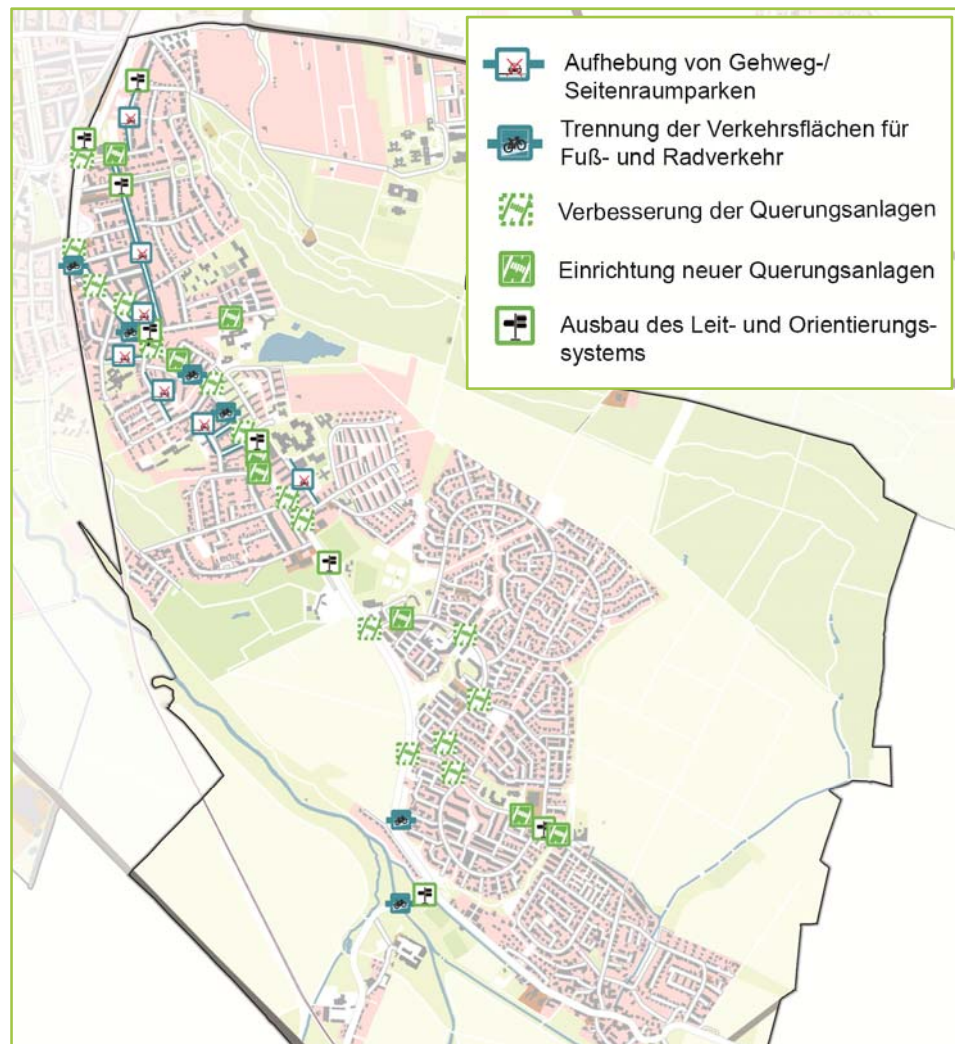 Aufhebung von Gehweg-/
Seitenraumparken
Trennung der Verkehrsflächen für
Fuß- und Radverkehr
Verbesserung der Querungsanlagen
Einrichtung neuer Querungsanlagen
Ausbau des Leit- und Orientierungs-
systems